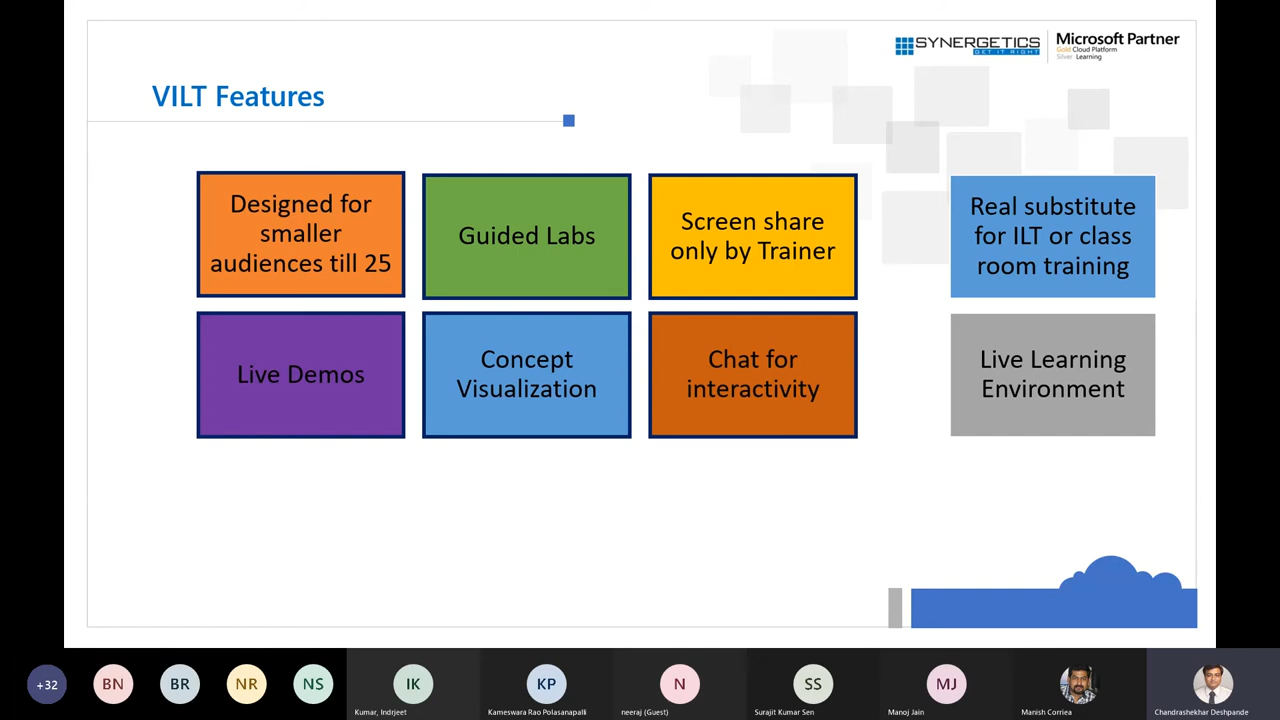 SYNERGETICS
GET IT RIGHT
Microsoft Partner
Gold Cloud Platform
Silver Learning
VILT Features
Designed for
smaller
audiences till 25
Guided Labs
Screen share
only by Trainer
Real substitute
for ILT or class
room training
Live Demos
Concept
Visualization
Chat for
interactivity
Live Learning
Environment
+32
BN
BR
NR
NS
IK
KP
N
SS
MJ
Kumar, Indrjeet
Kameswara Rao Polasanapalli
neeraj (Guest)
Surajit Kumar Sen
Manoj Jain
Manish Corriea
Chandrashekhar Deshpande